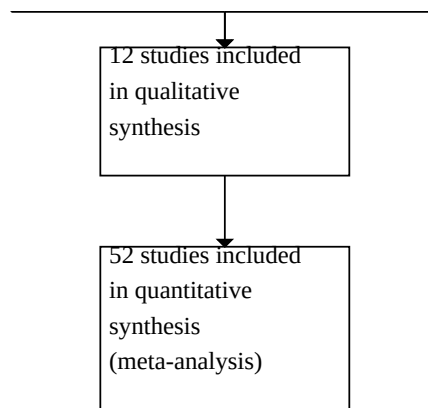 12 studies included
in qualitative
synthesis
52 studies included
in quantitative
synthesis
(meta-analysis)